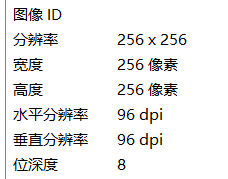 图像 ID
分辨率 256 x 256
宽度 256 像素
高度 256 像素
水平分辨率 96 dpi
垂直分辨率 96 dpi
位深度 8